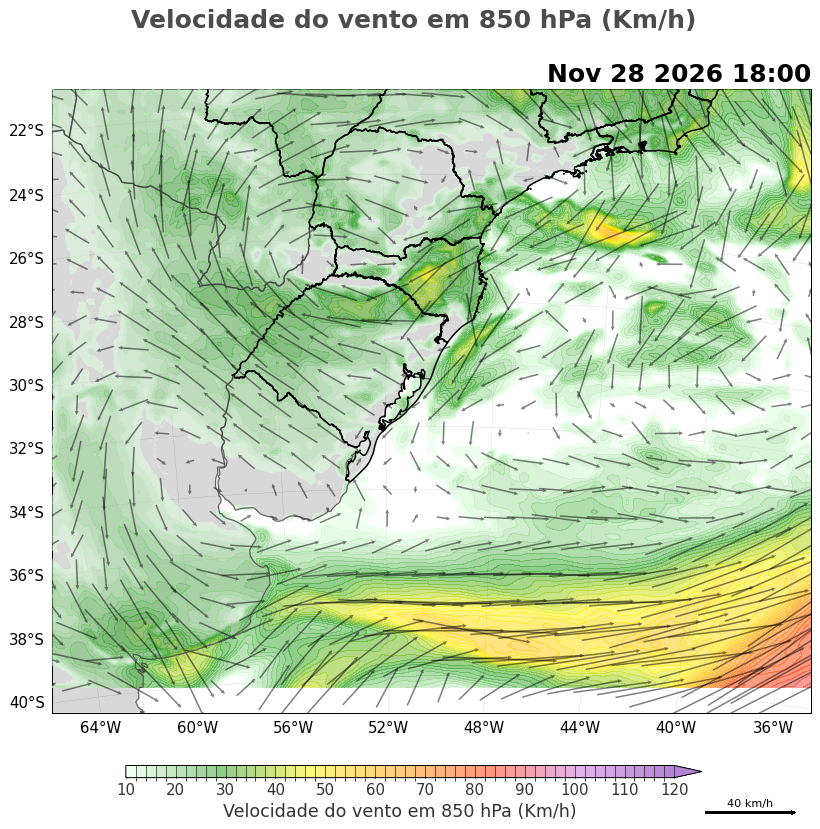 Velocidade do vento em 850 hPa (Km/h)
Nov 28 2026 18:00
22°S
24°S
26°S
28°S
30°S
32°S
34°S
36°S
38°S
40°S
64°W 60°W 56°W 52°W 48°W 44°W 40°W 36°W
10 20 30 40 50 60 70 80 90 100 110 120
Velocidade do vento em 850 hPa (Km/h)
40 km/h